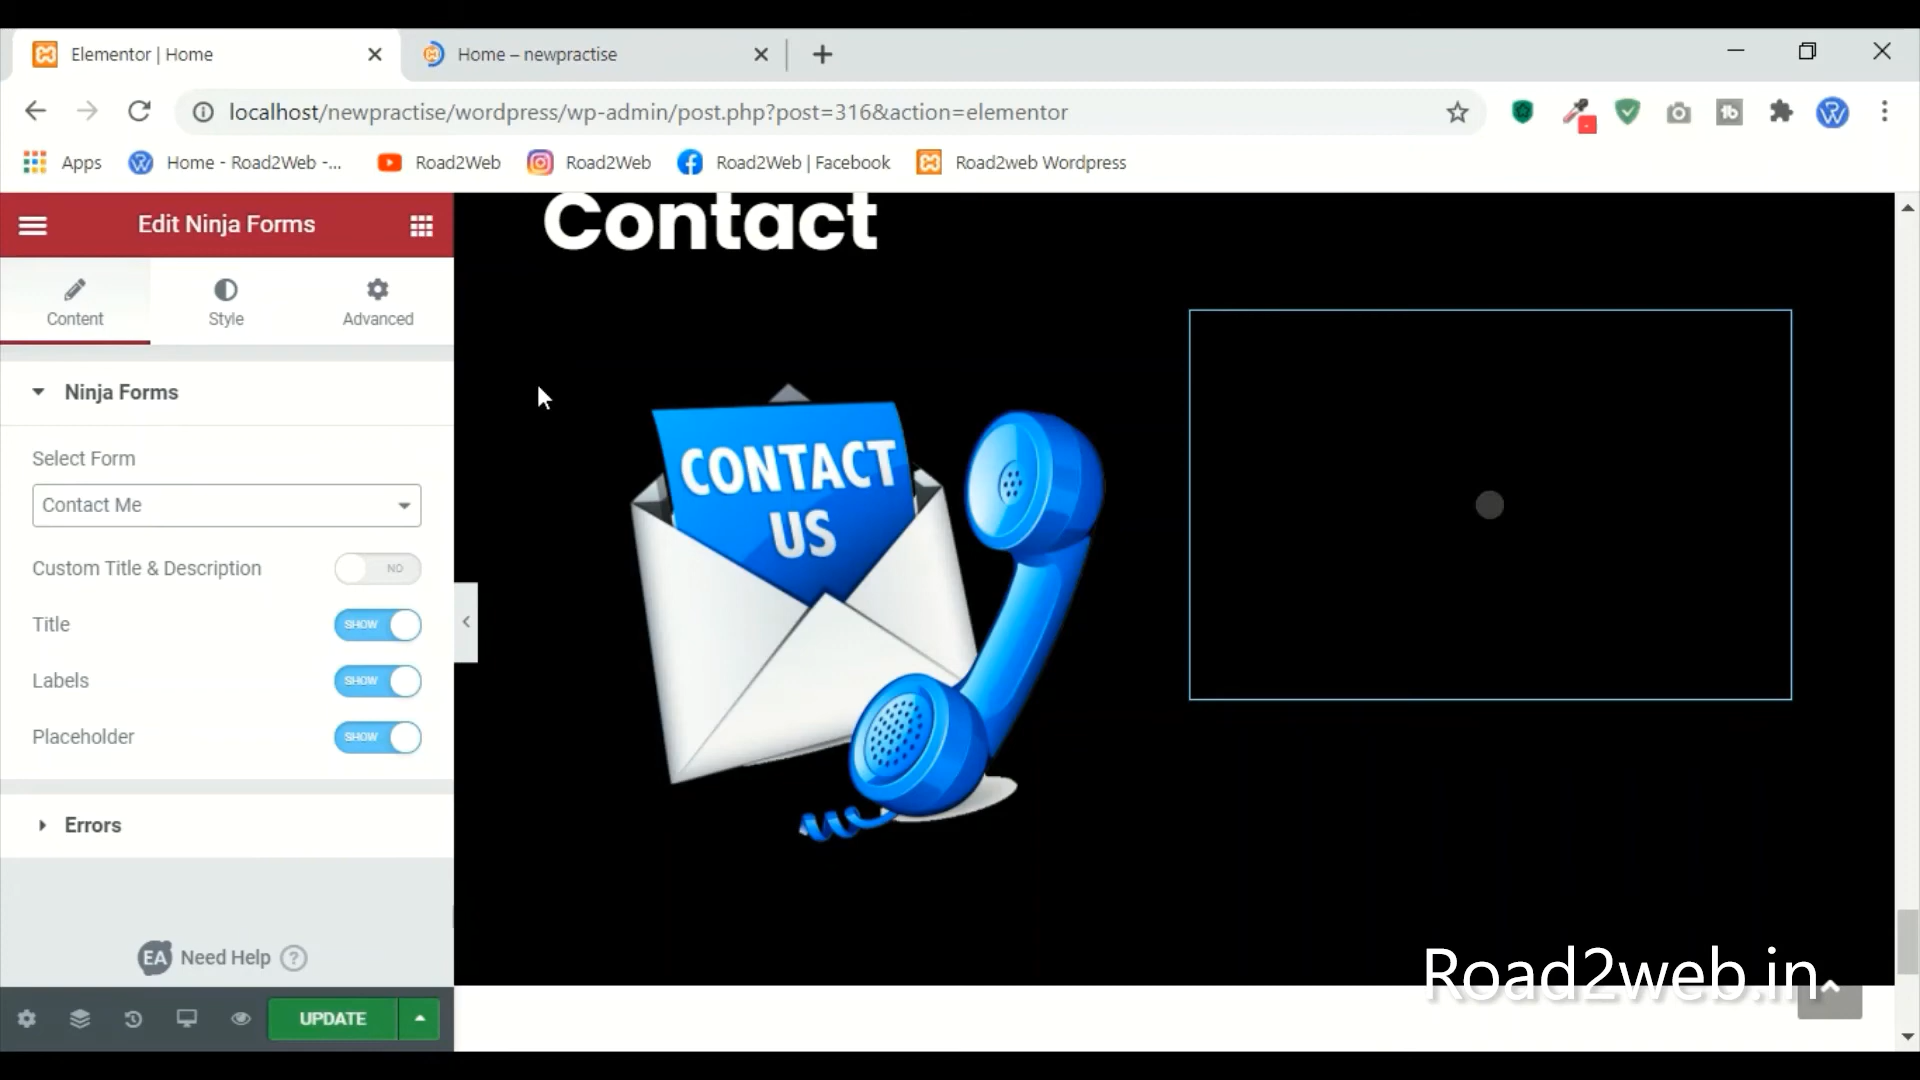 Elementor | Home
Home – newpractise
localhost/newpractise/wordpress/wp-admin/post.php?post=316&action=elementor
Apps
Home - Road2Web -...
Road2Web
Road2Web
Road2Web | Facebook
Road2web Wordpress
Edit Ninja Forms
Content
Style
Advanced
Ninja Forms
Select Form
Contact Me
Custom Title & Description
NO
Title
SHOW
Labels
SHOW
Placeholder
SHOW
Errors
EA
Need Help
?
UPDATE
Contact
CONTACT
US
Road2web.in